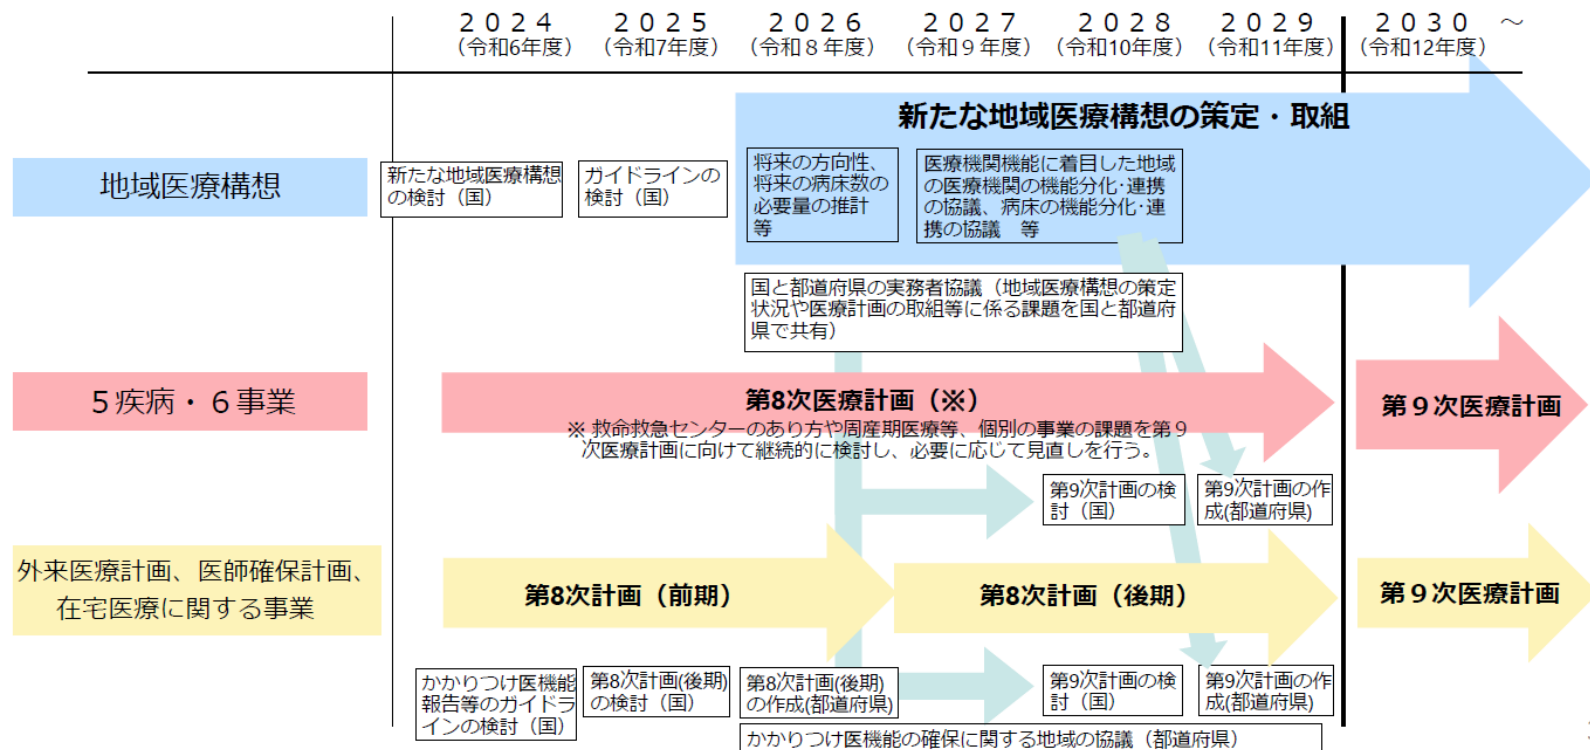 ２０２４ ２０２５ ２０２６ ２０２７ ２０２８ ２０２９ ２０３０ ～
（令和6年度） （令和7年度） （令和８年度） （令和９年度） （令和10年度） （令和11年度） （令和12年度）
新たな地域医療構想の策定・取組
地域医療構想
新たな地域医療構想
の検討（国）
ガイドラインの
検討（国）
将来の方向性、
将来の病床数の
必要量の推計
等
医療機関機能に着目した地域
の医療機関の機能分化･連携
の協議、病床の機能分化･連
携の協議　等
国と都道府県の実務者協議（地域医療構想の策定
状況や医療計画の取組等に係る課題を国と都道府
県で共有）
５疾病・６事業
第8次医療計画（※）
※ 救命救急センターのあり方や周産期医療等、個別の事業の課題を第９
次医療計画に向けて継続的に検討し、必要に応じて見直しを行う。
第９次医療計画
第9次計画の検
討（国）
第9次計画の作
成(都道府県)
外来医療計画、医師確保計画、
在宅医療に関する事業
第8次計画（前期）
第8次計画（後期）
第９次医療計画
かかりつけ医機能
報告等のガイドラ
インの検討（国）
第8次計画(後期)
の検討（国）
第8次計画(後期)
の作成(都道府県)
第9次計画の検
討（国）
第9次計画の作
成(都道府県)
かかりつけ医機能の確保に関する地域の協議（都道府県）